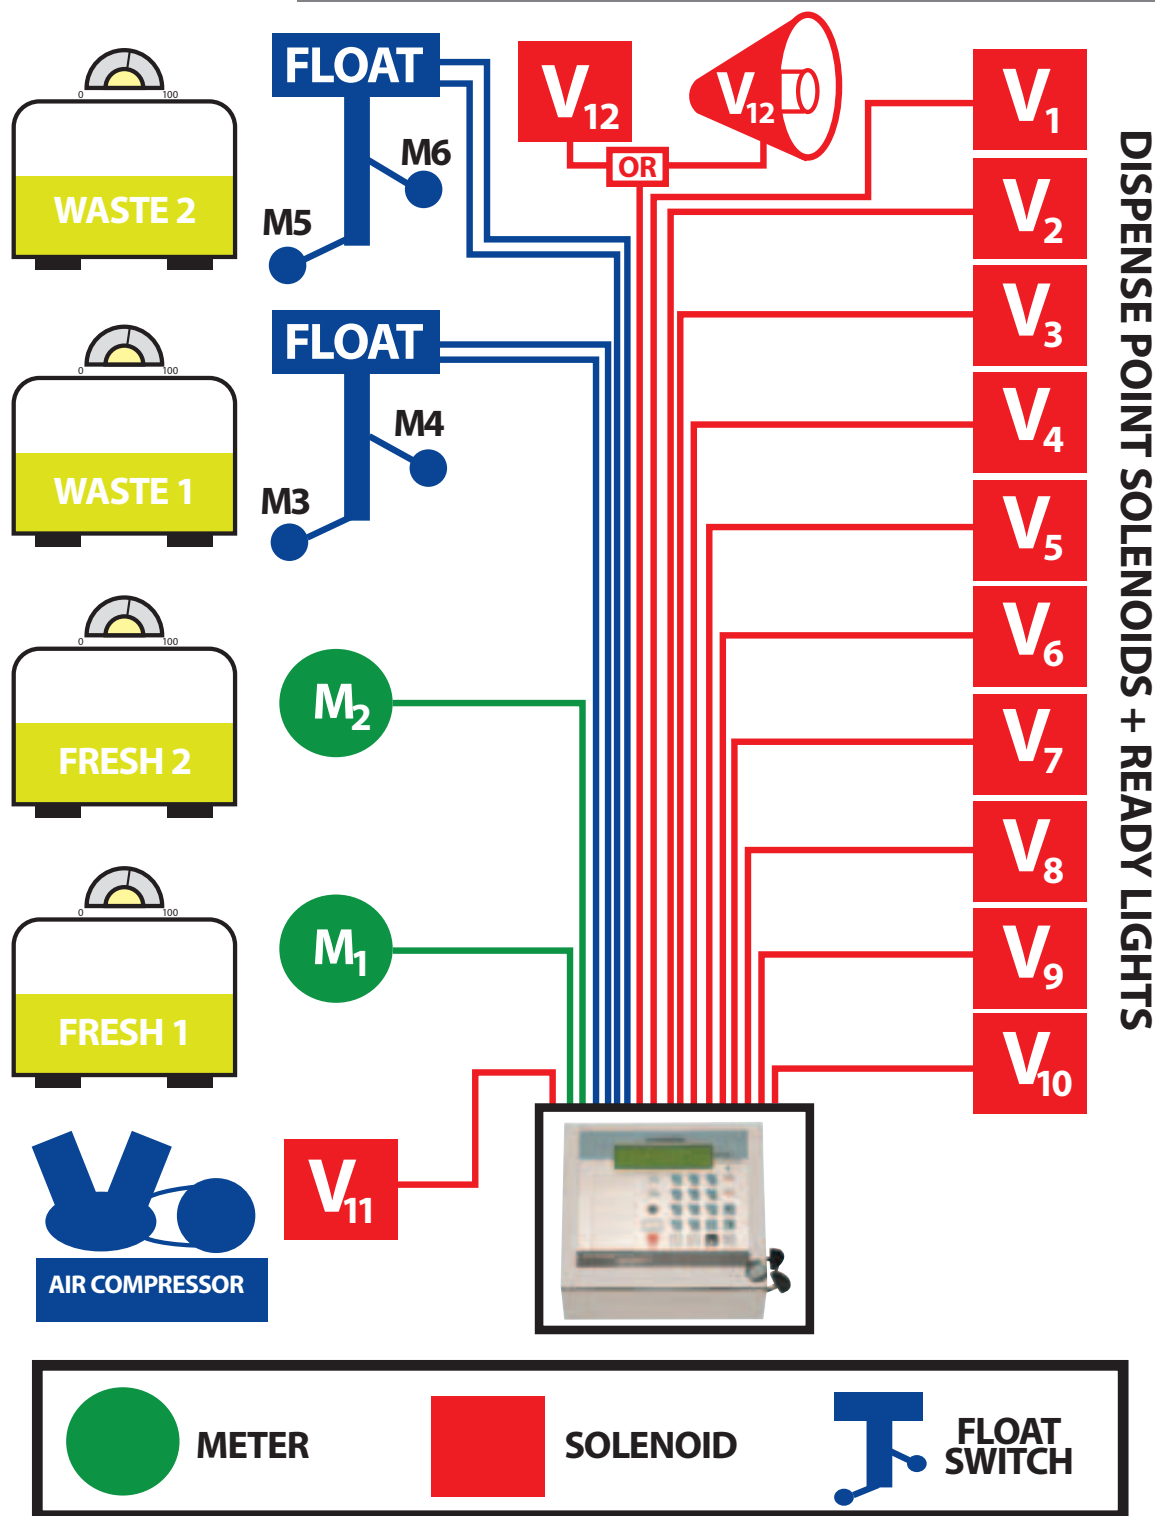 0 100
WASTE 2
FLOAT
M6
M5
V12
V12
OR
0 100
WASTE 1
FLOAT
M4
M3
0 100
FRESH 2
M2
0 100
FRESH 1
M1
AIR COMPRESSOR
V11
V1
V2
V3
V4
V5
V6
V7
V8
V9
V10
DISPENSE POINT SOLENOIDS + READY LIGHTS
METER
SOLENOID
FLOAT
SWITCH